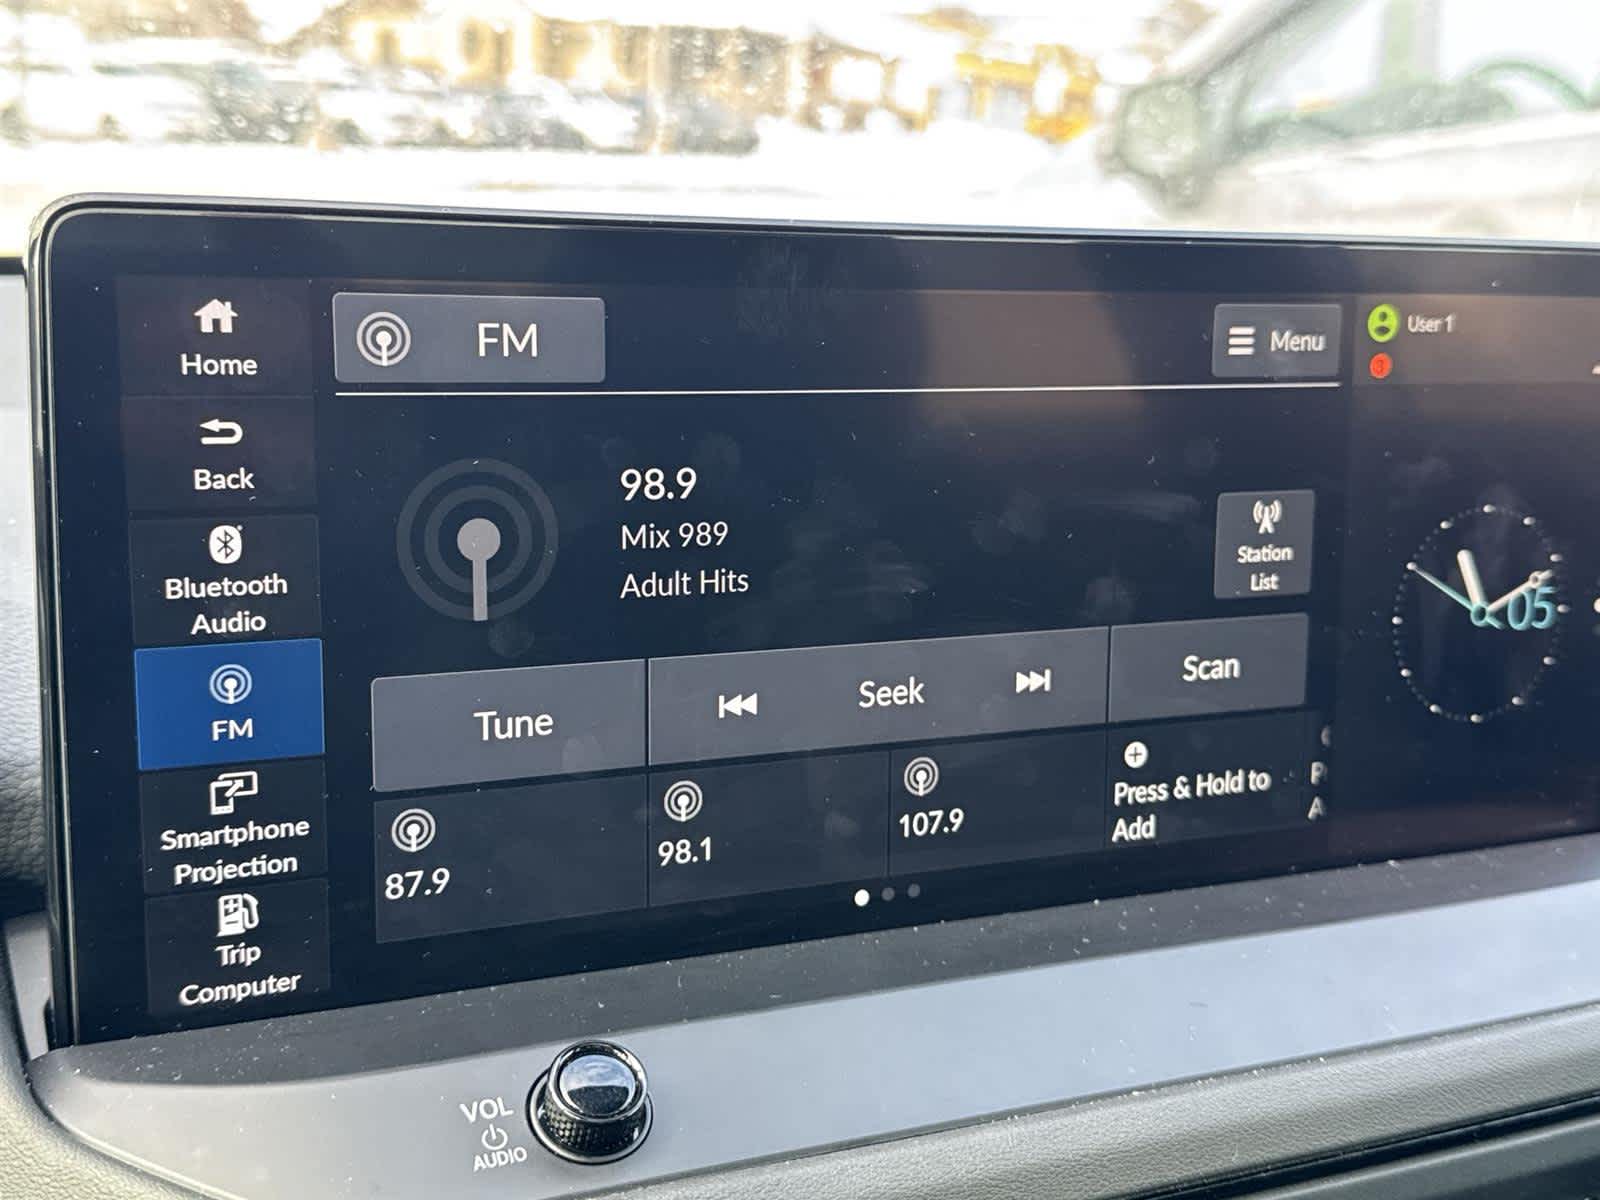 Home
Back
Bluetooth
Audio
FM
Smartphone
Projection
Trip
Computer
FM
Menu
98.9
Mix 989
Adult Hits
Station
List
Tune
Seek
Scan
87.9
98.1
107.9
Press & Hold to
Add
P
A
User 1
3
05
VOL
AUDIO